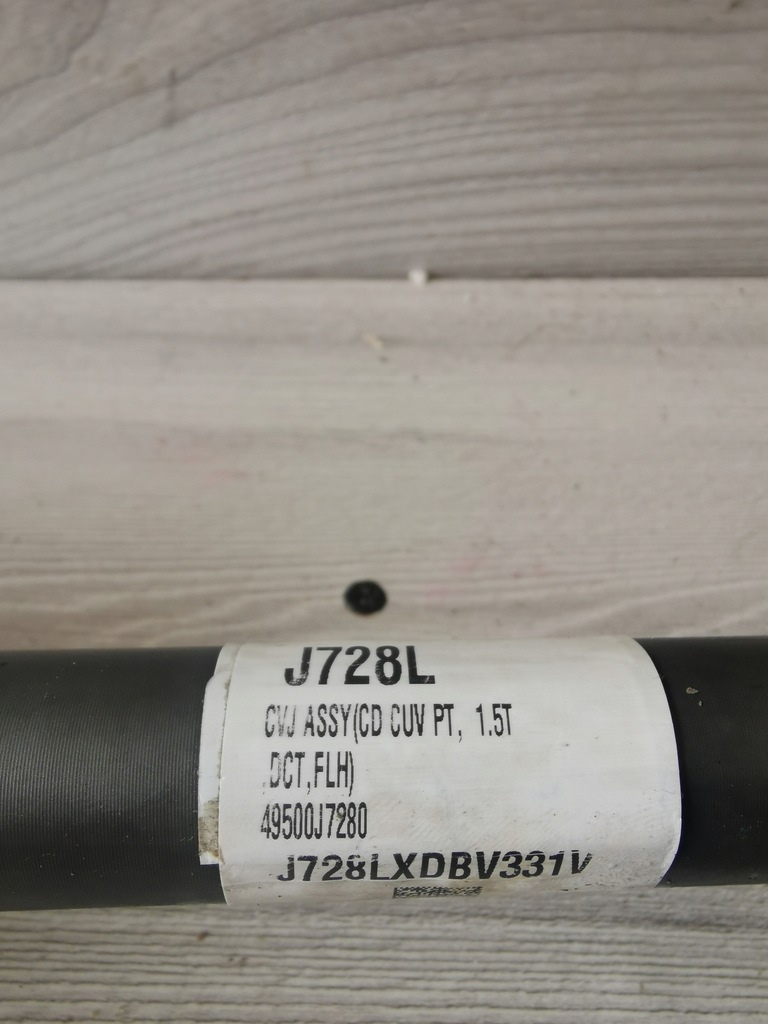 J728L
CVJ ASSY(CD CUV PT, 1.5T
.DCT,FLH)
49500J7280
J728LXDBV331V